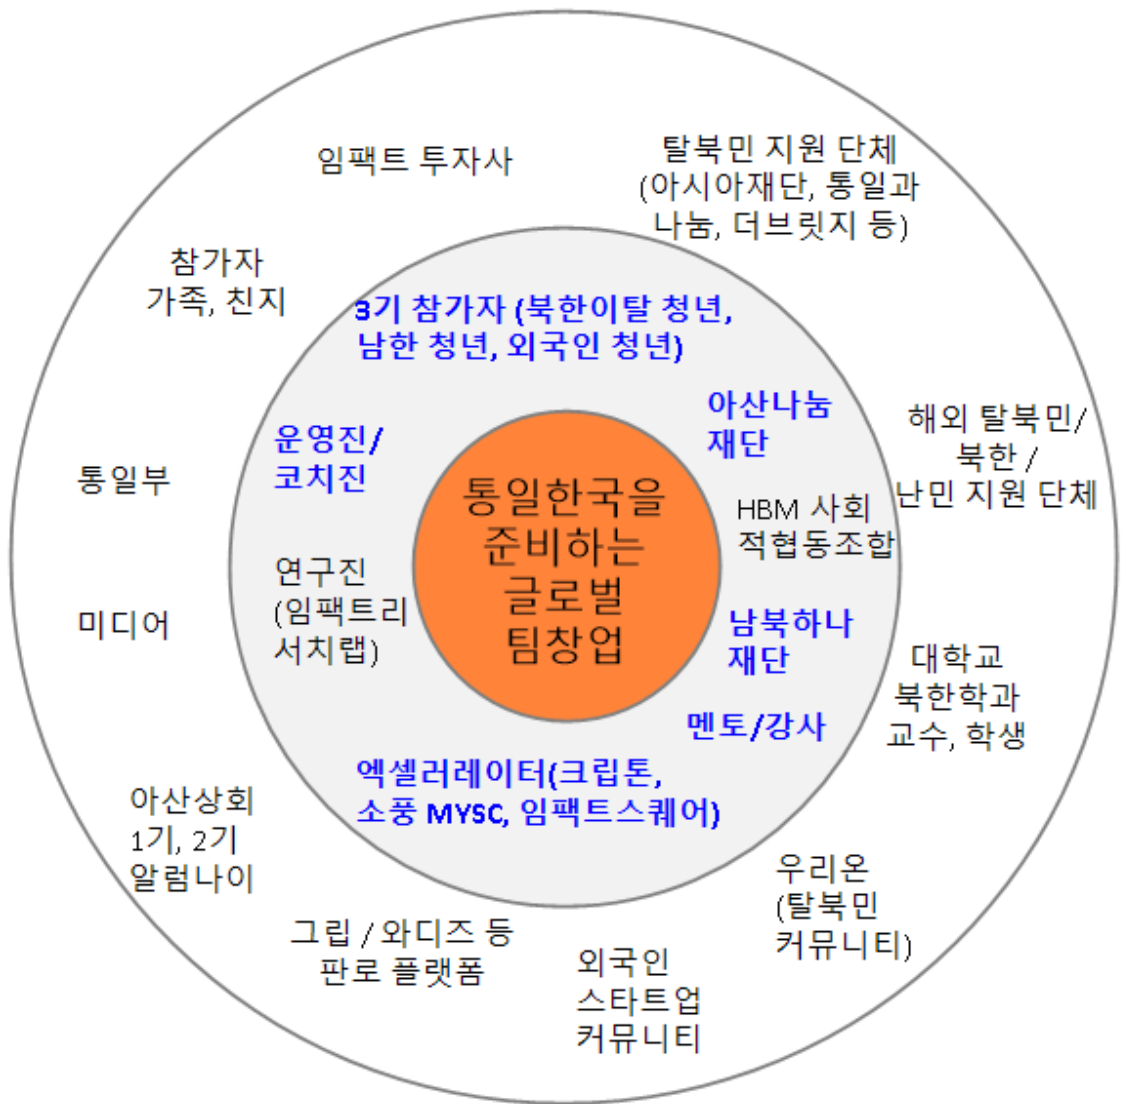 임팩트 투자사
탈북민 지원 단체
(아시아재단, 통일과
나눔, 더브릿지 등)
참가자
가족, 친지
3기 참가자 (북한이탈 청년,
남한 청년, 외국인 청년)
아산나눔
재단
해외 탈북민/
북한 /
난민 지원 단체
운영진/
코치진
통일부
통일한국을
준비하는
글로벌
팀창업
HBM 사회
적협동조합
연구진
(임팩트리
서치랩)
미디어
남북하나
재단
대학교
북한학과
교수, 학생
멘토/강사
엑셀러레이터(크립톤,
소풍 MYSC, 임팩트스퀘어)
아산상회
1기, 2기
알럼나이
우리온
(탈북민
커뮤니티)
그립 / 와디즈 등
판로 플랫폼
외국인
스타트업
커뮤니티